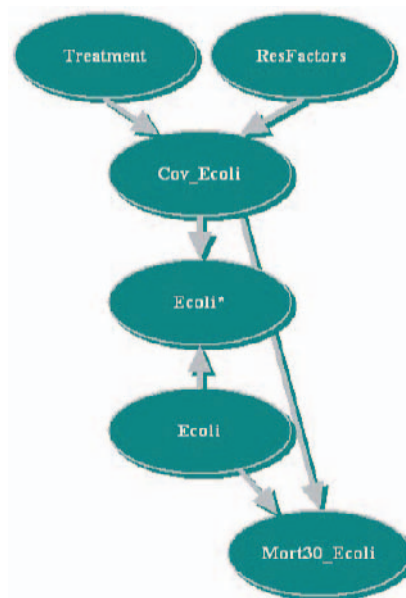 Treatment
ResFactors
Cov_Ecoli
Ecoli*
Ecoli
Mort30_Ecoli